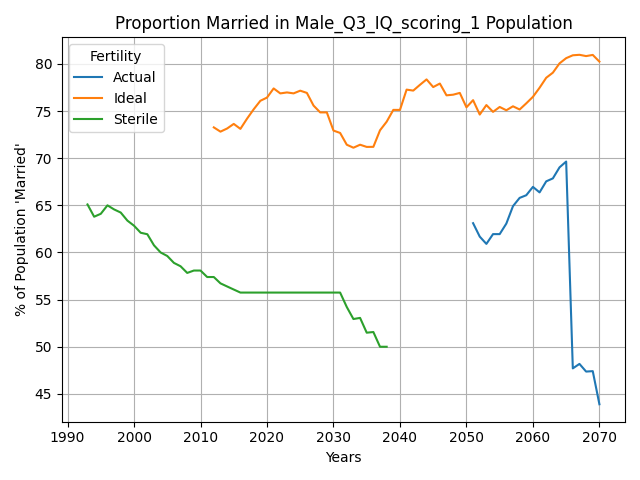 Proportion Married in Male_Q3_IQ_scoring_1 Population
Fertility
Actual
Ideal
Sterile
% of Population 'Married'
80
75
70
65
60
55
50
45
1990
2000
2010
2020
2030
2040
2050
2060
2070
Years